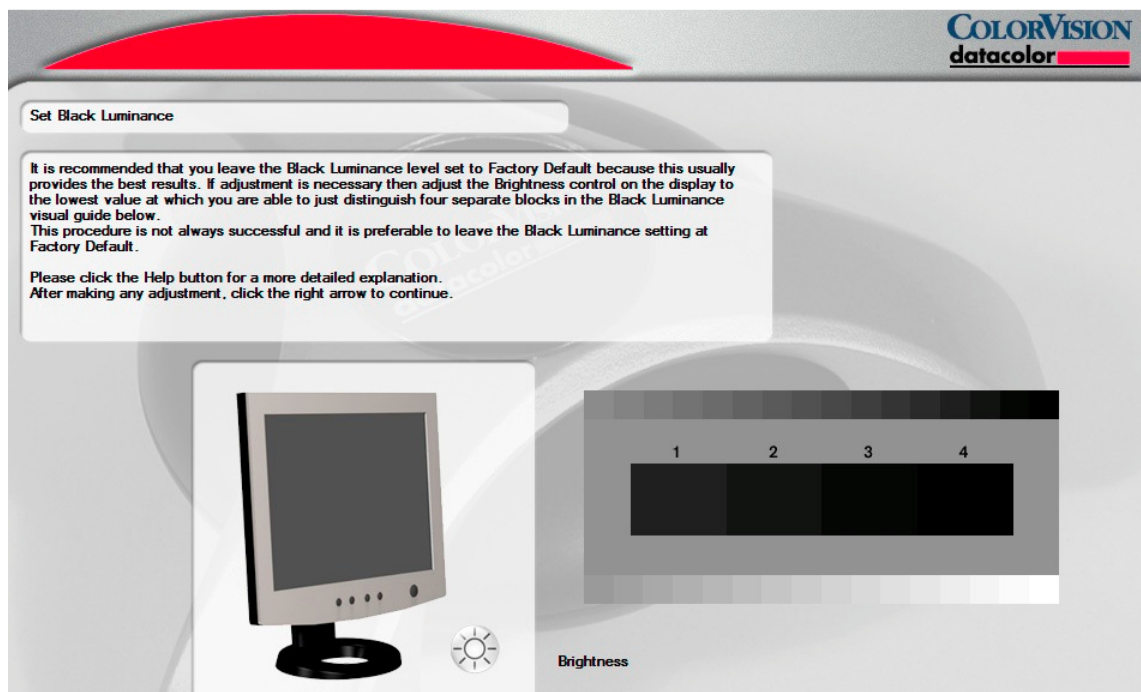 COLORVISION
datacolor
Set Black Luminance
It is recommended that you leave the Black Luminance level set to Factory Default because this usually
provides the best results. If adjustment is necessary then adjust the Brightness control on the display to
the lowest value at which you are able to just distinguish four separate blocks in the Black Luminance
visual guide below.
This procedure is not always successful and it is preferable to leave the Black Luminance setting at
Factory Default.
Please click the Help button for a more detailed explanation.
After making any adjustment, click the right arrow to continue.
COLORVISION
datacolor
1 2 3 4
Brightness